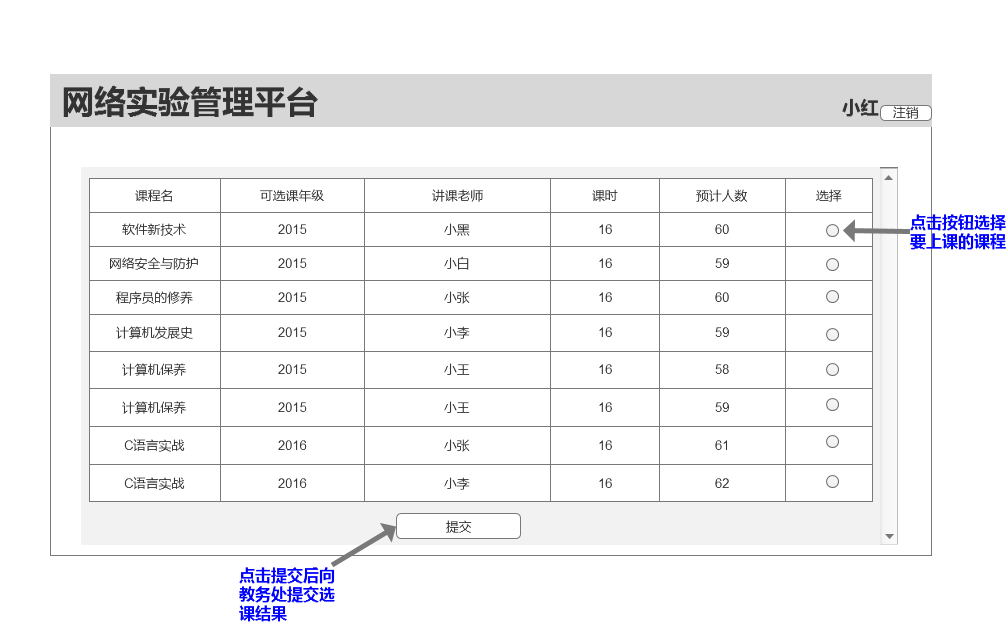 网络实验管理平台
小红 注销
课程名 可选课年级 讲课老师 课时 预计人数 选择
软件新技术 2015 小黑 16 60
点击按钮选择
要上课的课程
网络安全与防护 2015 小白 16 59
程序员的修养 2015 小张 16 60
计算机发展史 2015 小李 16 59
计算机保养 2015 小王 16 58
计算机保养 2015 小王 16 59
C语言实战 2016 小张 16 61
C语言实战 2016 小李 16 62
提交
点击提交后向
教务处提交选
课结果